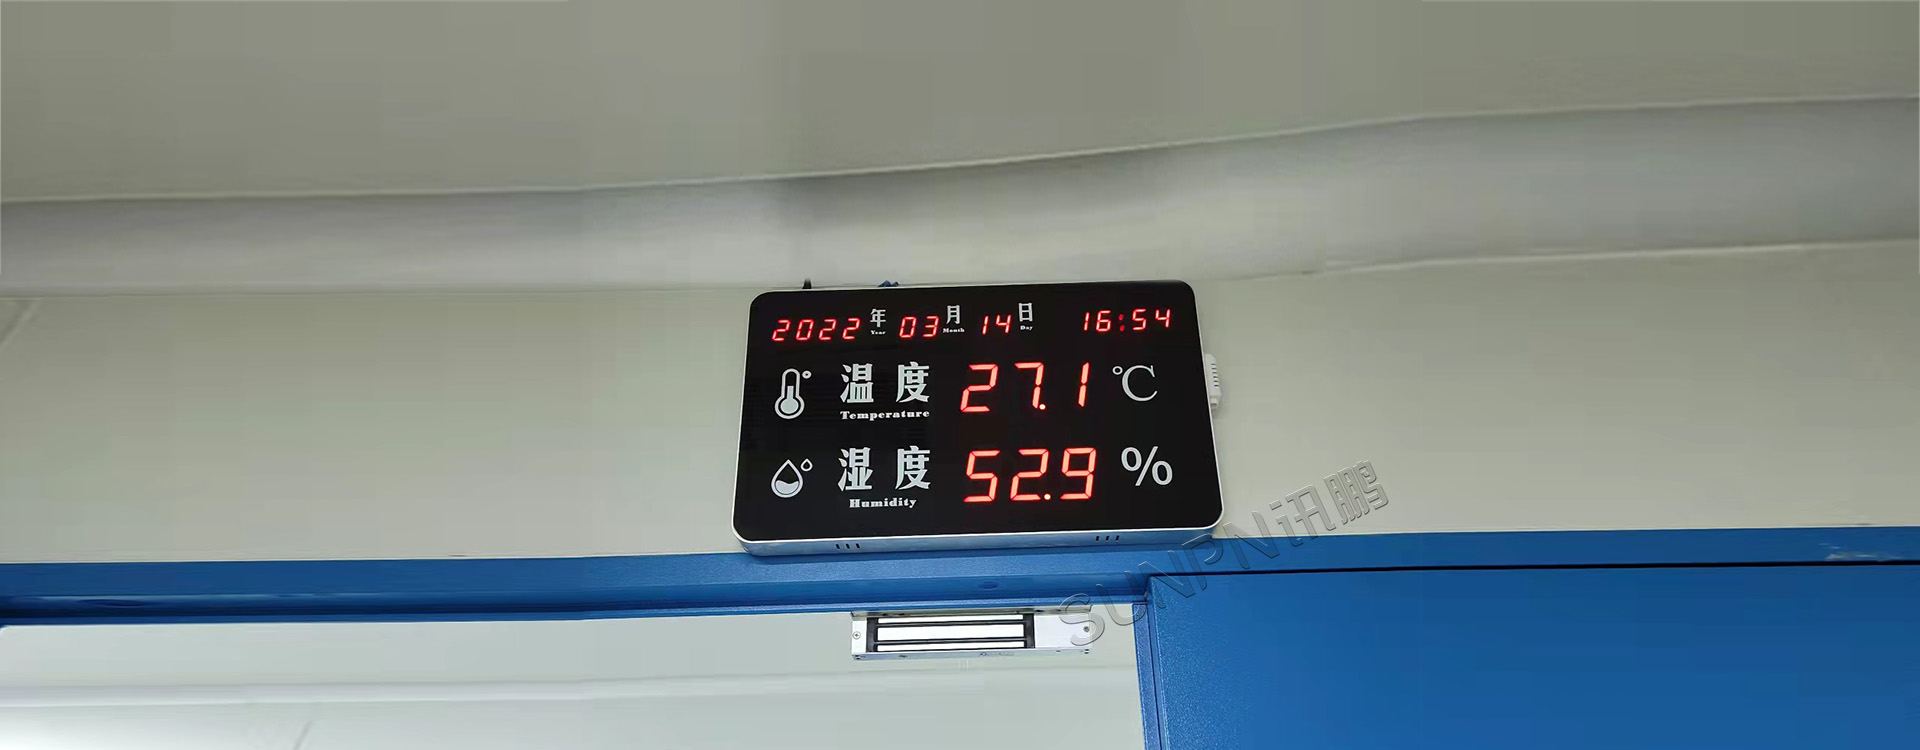 2022年 Year 03月 Month 14日 Day 16:54
温度 27.1 ℃
Temperature
湿度 52.9 %
Humidity
SUNPN讯鹏